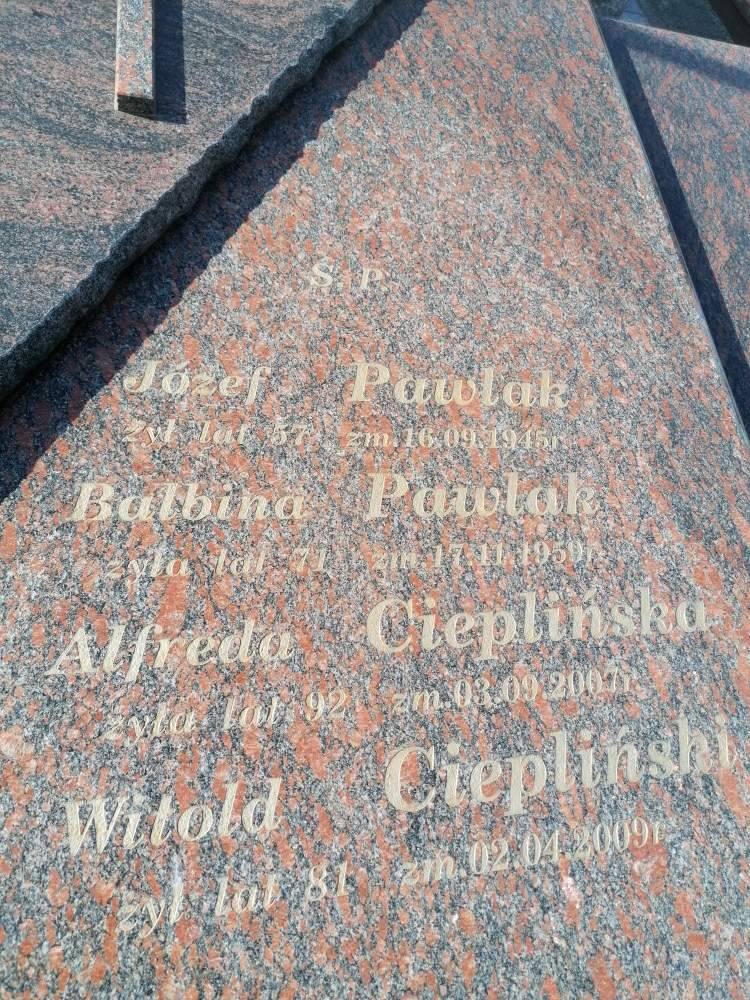 Ś. P.
Józef Pawlak
żył lat 57 zm.16.09.1945r.
Balbina Pawlak
żyła lat 71 zm.17.11.1959r.
Alfreda Cieplińska
żyła lat 92 zm.03.09.2007r.
Witold Ciepliński
żył lat 81 zm 02.04.2009r.